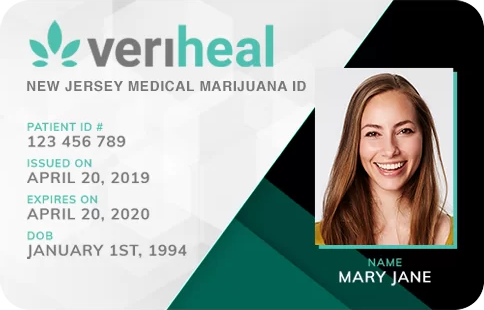 veriheal
NEW JERSEY MEDICAL MARIJUANA ID
PATIENT ID #
123 456 789
ISSUED ON
APRIL 20, 2019
EXPIRES ON
APRIL 20, 2020
DOB
JANUARY 1ST, 1994
NAME
MARY JANE